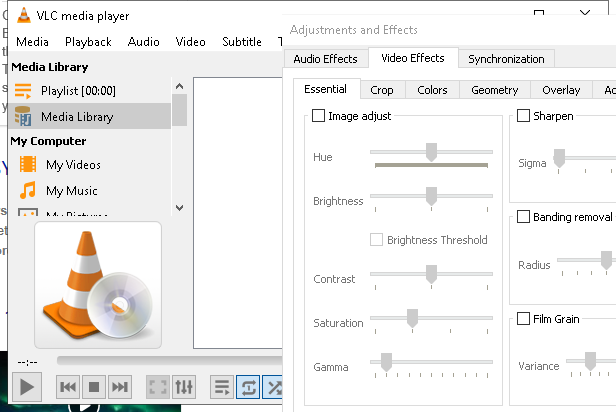 VLC media player
Media Playback Audio Video Subtitle T
Media Library
Playlist [00:00]
Media Library
My Computer
My Videos
My Music
My Pictures
--:--
Adjustments and Effects
Audio Effects Video Effects Synchronization
Essential Crop Colors Geometry Overlay
Image adjust
Hue
Brightness
Brightness Threshold
Contrast
Saturation
Gamma
Sharpen
Sigma
Banding removal
Radius
Film Grain
Variance